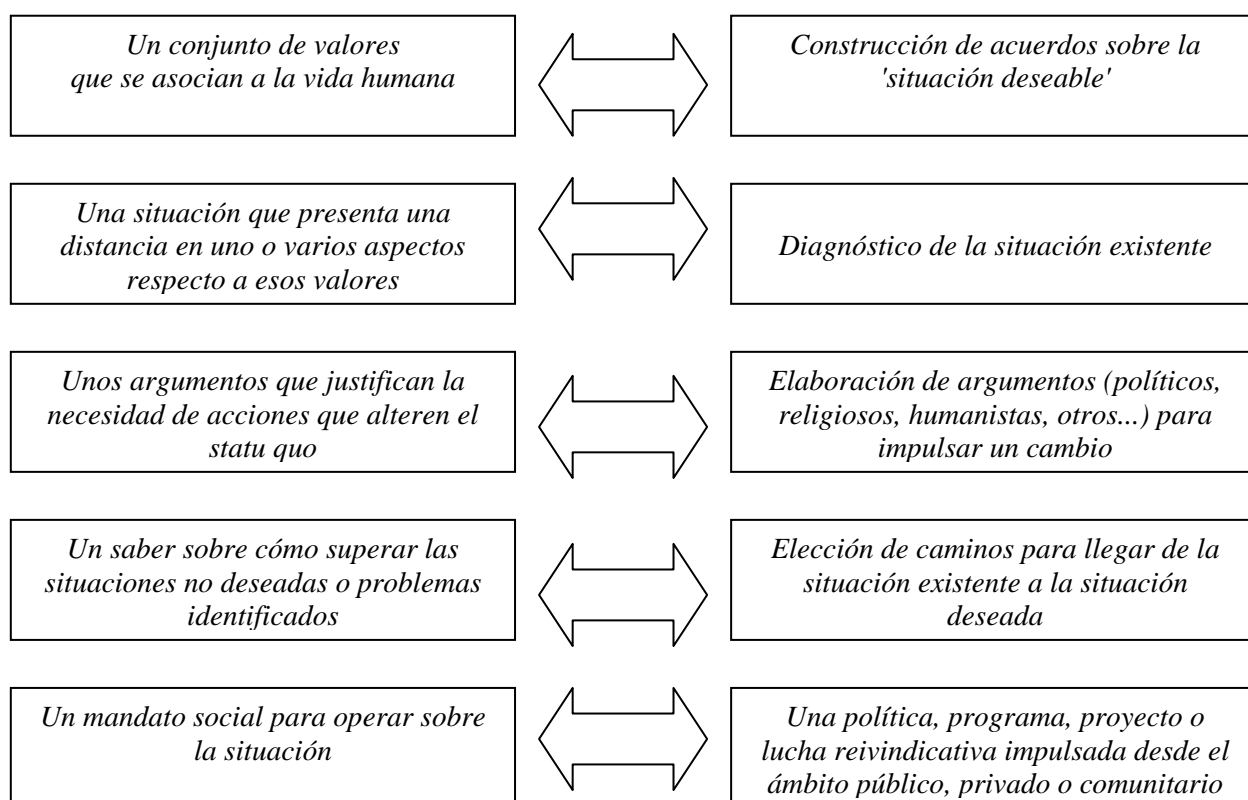 Un conjunto de valores
que se asocian a la vida humana
Construcción de acuerdos sobre la
'situación deseable'
Una situación que presenta una
distancia en uno o varios aspectos
respecto a esos valores
Diagnóstico de la situación existente
Unos argumentos que justifican la
necesidad de acciones que alteren el
statu quo
Elaboración de argumentos (políticos,
religiosos, humanistas, otros...) para
impulsar un cambio
Un saber sobre cómo superar las
situaciones no deseadas o problemas
identificados
Elección de caminos para llegar de la
situación existente a la situación
deseada
Un mandato social para operar sobre
la situación
Una política, programa, proyecto o
lucha reivindicativa impulsada desde el
ámbito público, privado o comunitario